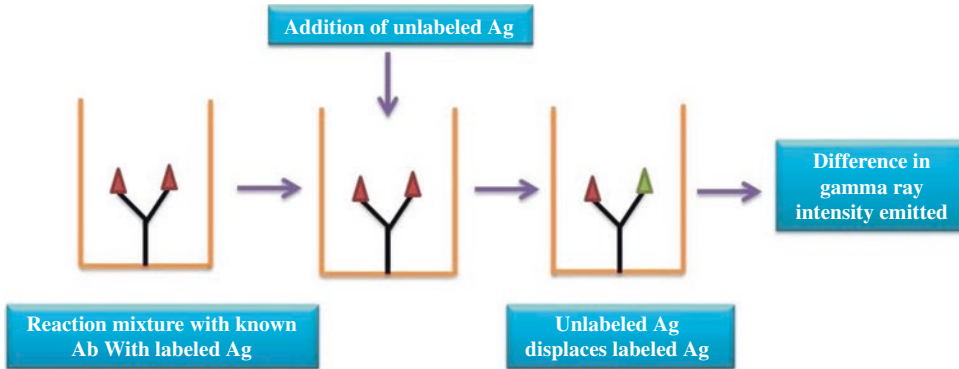 Addition of unlabeled Ag
Difference in
gamma ray
intensity emitted
Reaction mixture with known
Ab With labeled Ag
Unlabeled Ag
displaces labeled Ag